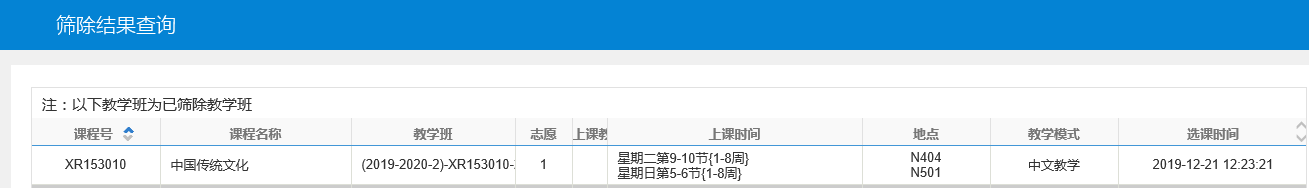 筛除结果查询
注：以下教学班为已筛除教学班
课程号 课程名称 教学班 志愿 上课教 上课时间 地点 教学模式 选课时间
XR153010 中国传统文化 (2019-2020-2)-XR153010- 1 星期二第9-10节{1-8周} N404 中文教学 2019-12-21 12:23:21
星期日第5-6节{1-8周} N501